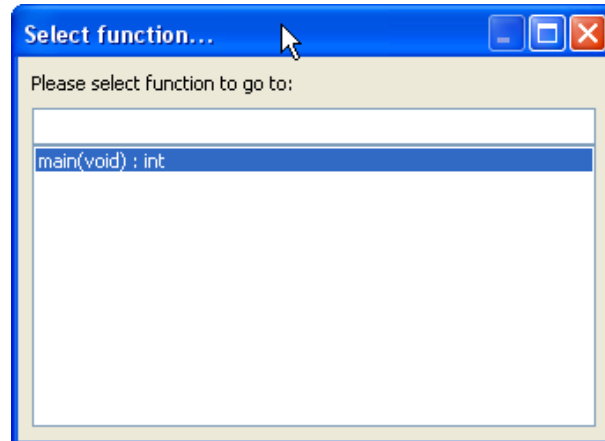 Select function...
Please select function to go to:
main(void) : int